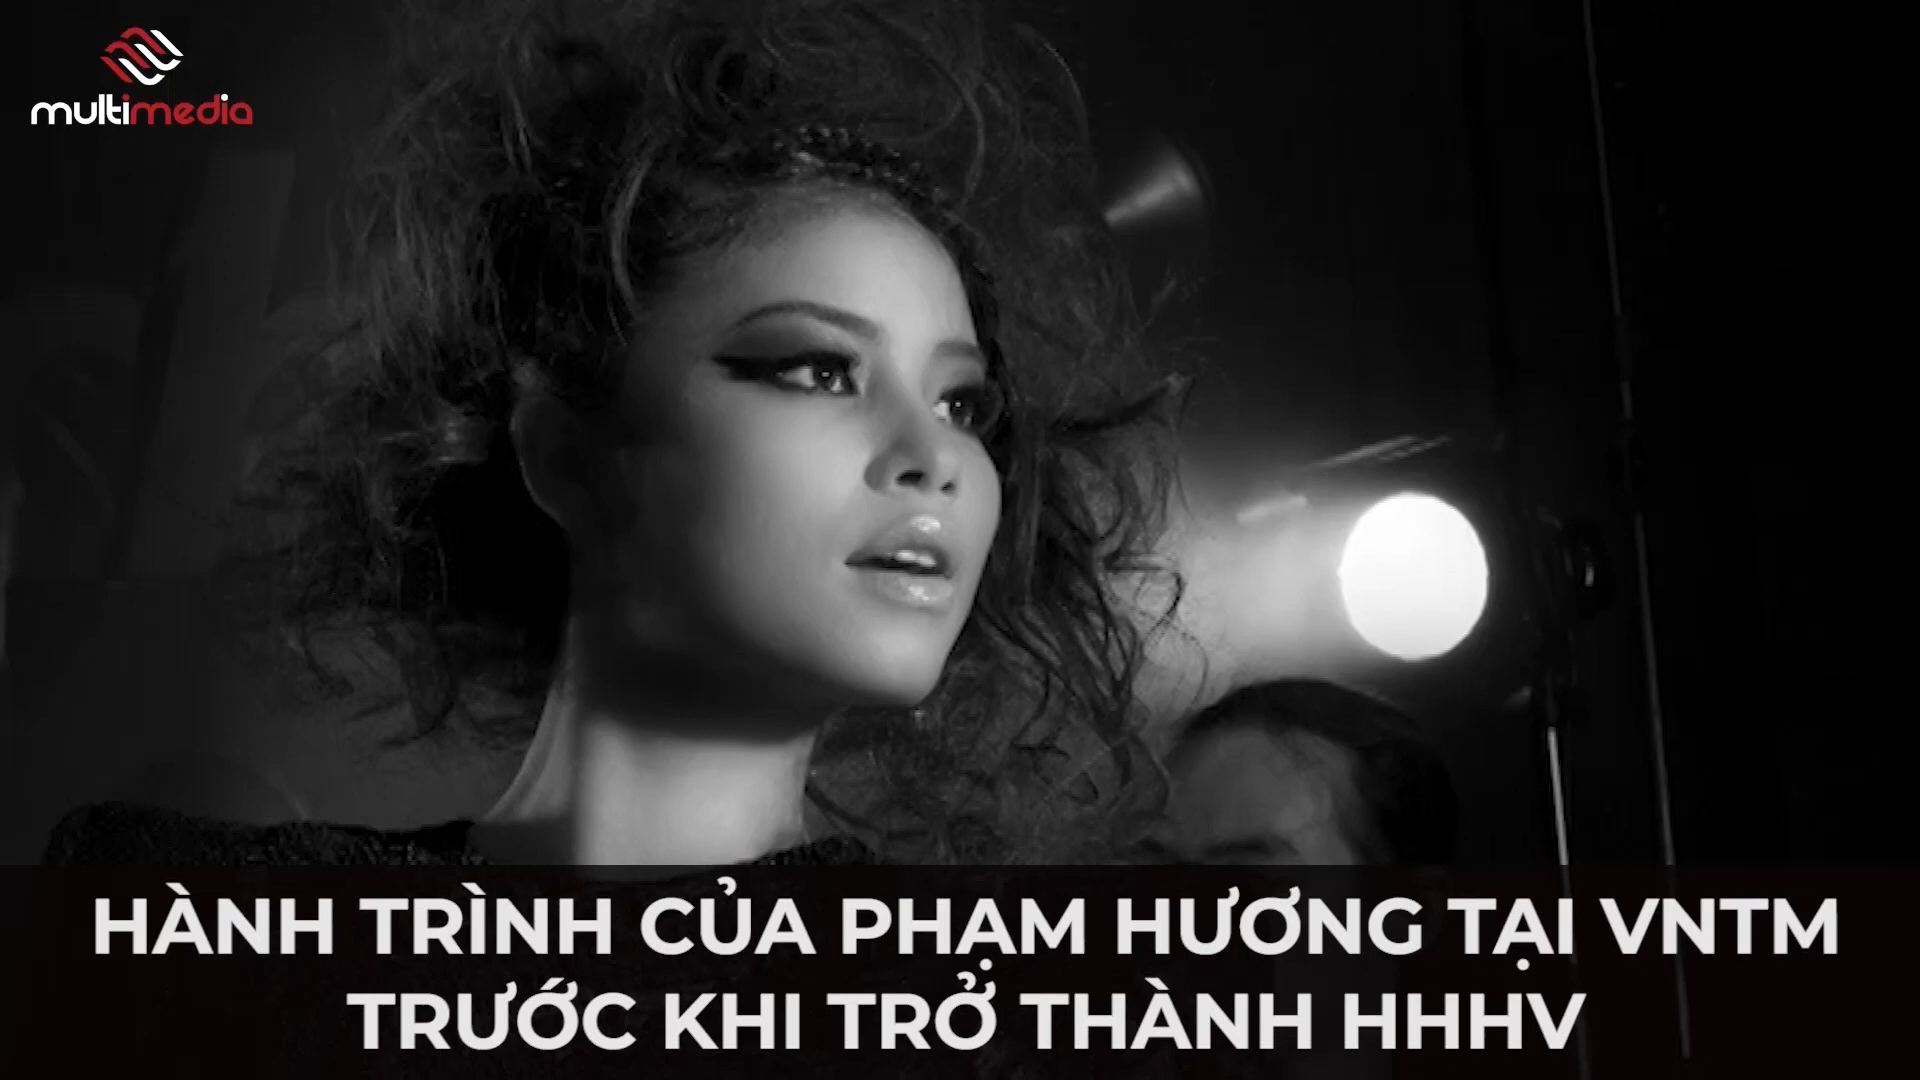 multimedia
HÀNH TRÌNH CỦA PHẠM HƯƠNG TẠI VNTM
TRƯỚC KHI TRỞ THÀNH HHHV